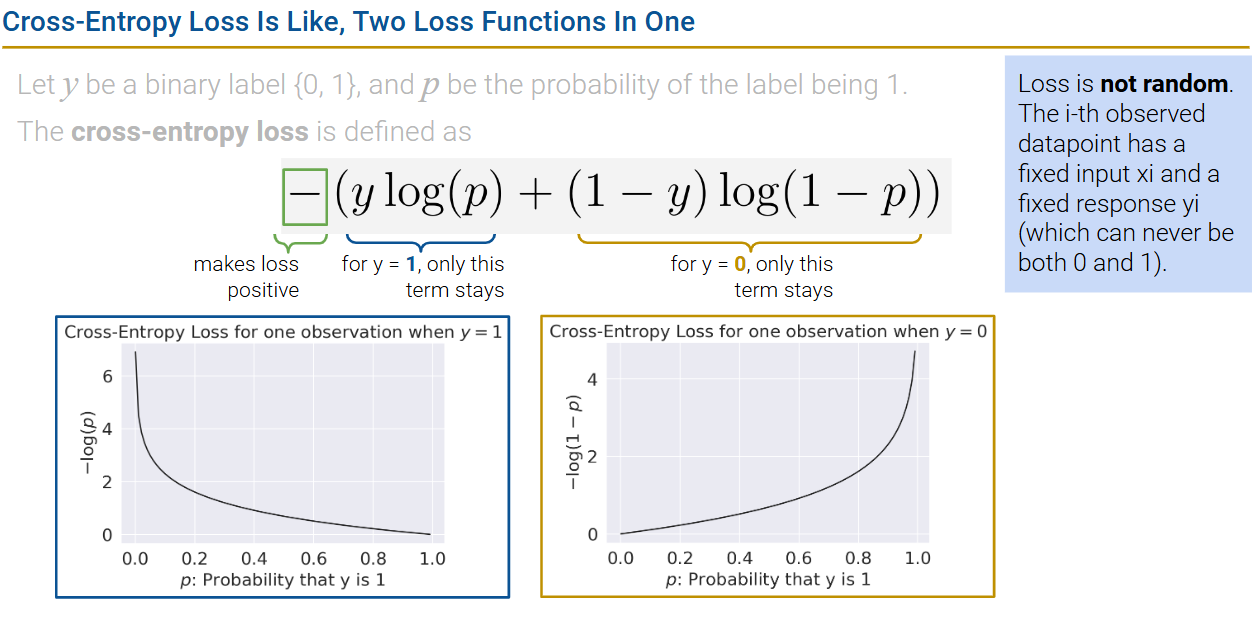 Cross-Entropy Loss Is Like, Two Loss Functions In One
Let y be a binary label {0, 1}, and p be the probability of the label being 1.
The cross-entropy loss is defined as
− (y log(p) + (1 − y) log(1 − p))
makes loss
positive
for y = 1, only this
term stays
for y = 0, only this
term stays
Loss is not random.
The i-th observed
datapoint has a
fixed input xi and a
fixed response yi
(which can never be
both 0 and 1).
Cross-Entropy Loss for one observation when y = 1
−log(p)
6
4
2
0
0.0 0.2 0.4 0.6 0.8 1.0
p: Probability that y is 1
Cross-Entropy Loss for one observation when y = 0
−log(1 − p)
4
2
0
0.0 0.2 0.4 0.6 0.8 1.0
p: Probability that y is 1